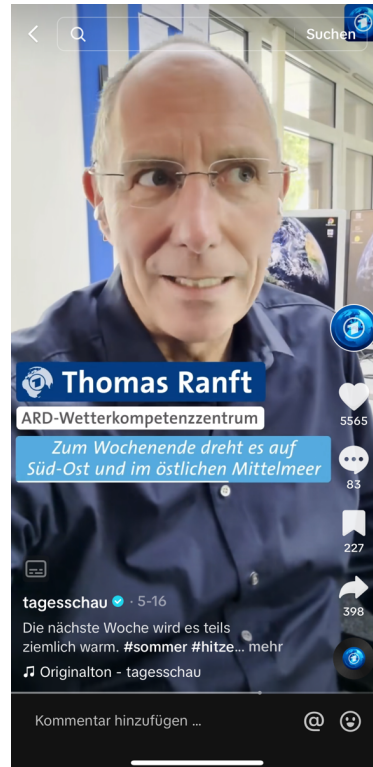 Suchen
Thomas Ranft
ARD-Wetterkompetenzzentrum
Zum Wochenende dreht es auf
Süd-Ost und im östlichen Mittelmeer
5565
83
227
398
tagesschau · 5-16
Die nächste Woche wird es teils
ziemlich warm. #sommer #hitze... mehr
Originalton - tagesschau
Kommentar hinzufügen ...